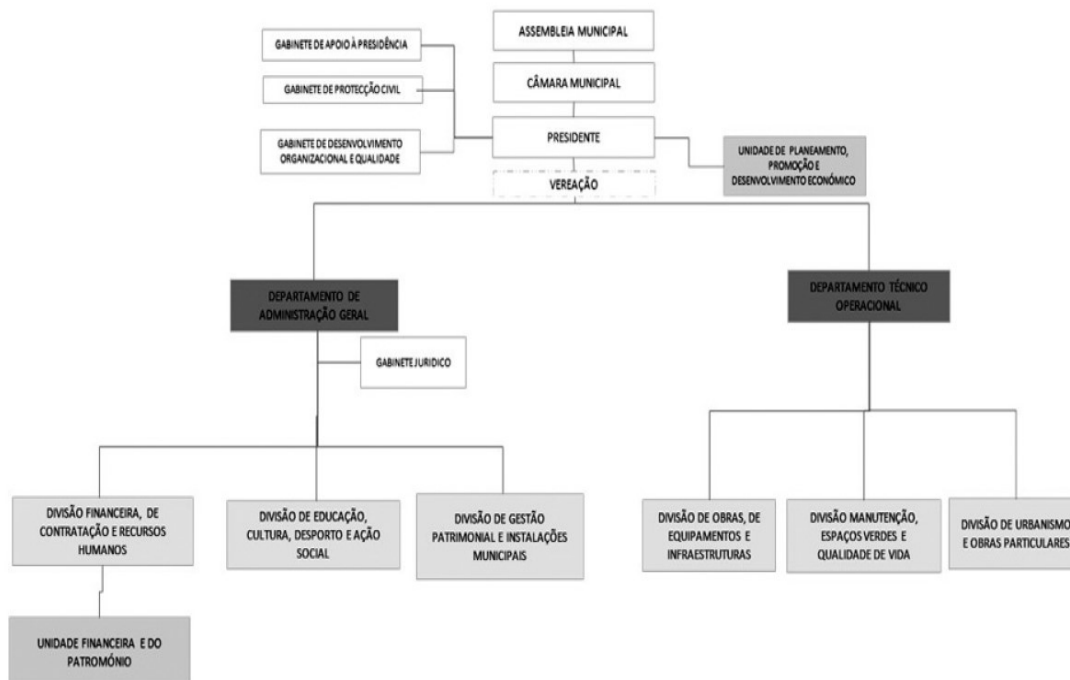 ASSEMBLEIA MUNICIPAL
GABINETE DE APOIO À PRESIDÊNCIA
CÂMARA MUNICIPAL
GABINETE DE PROTECÇÃO CIVIL
PRESIDENTE
GABINETE DE DESENVOLVIMENTO
ORGANIZACIONAL E QUALIDADE
UNIDADE DE PLANEAMENTO,
PROMOÇÃO E
DESENVOLVIMENTO ECONÓMICO
VEREAÇÃO
DEPARTAMENTO DE
ADMINISTRAÇÃO GERAL
DEPARTAMENTO TÉCNICO
OPERACIONAL
GABINETE JURIDICO
DIVISÃO FINANCEIRA, DE
CONTRATAÇÃO E RECURSOS
HUMANOS
DIVISÃO DE EDUCAÇÃO,
CULTURA, DESPORTO E AÇÃO
SOCIAL
DIVISÃO DE GESTÃO
PATRIMONIAL E INSTALAÇÕES
MUNICIPAIS
DIVISÃO DE OBRAS, DE
EQUIPAMENTOS E
INFRAESTRUTURAS
DIVISÃO MANUTENÇÃO,
ESPAÇOS VERDES E
QUALIDADE DE VIDA
DIVISÃO DE URBANISMO
E OBRAS PARTICULARES
UNIDADE FINANCEIRA E DO
PATROMÓNIO